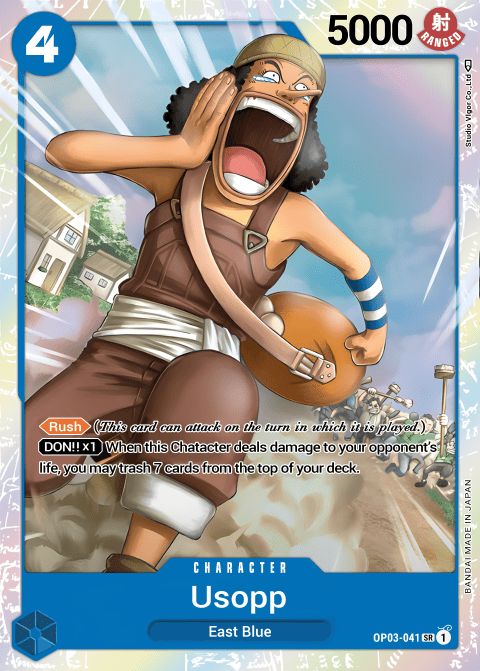 4
5000
射
RANGED
Studio Vigor Co.,Ltd
Rush (This card can attack on the turn in which it is played.)
DON!!×1 When this Chatacter deals damage to your opponent's
life, you may trash 7 cards from the top of your deck.
BANDAI MADE IN JAPAN
CHARACTER
Usopp
East Blue
OP03-041 SR 1